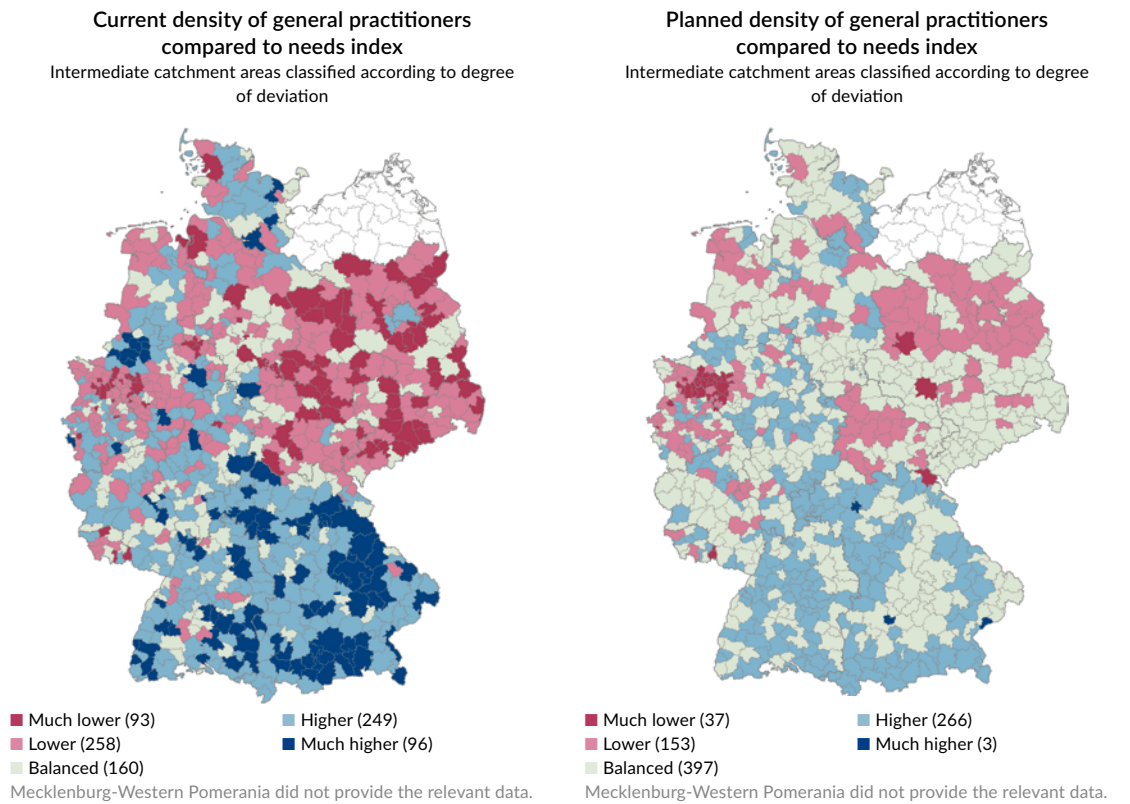 Current density of general practitioners
compared to needs index
Intermediate catchment areas classified according to degree
of deviation
Much lower (93)
Lower (258)
Balanced (160)
Higher (249)
Much higher (96)
Mecklenburg-Western Pomerania did not provide the relevant data.
Planned density of general practitioners
compared to needs index
Intermediate catchment areas classified according to degree
of deviation
Much lower (37)
Lower (153)
Balanced (397)
Higher (266)
Much higher (3)
Mecklenburg-Western Pomerania did not provide the relevant data.